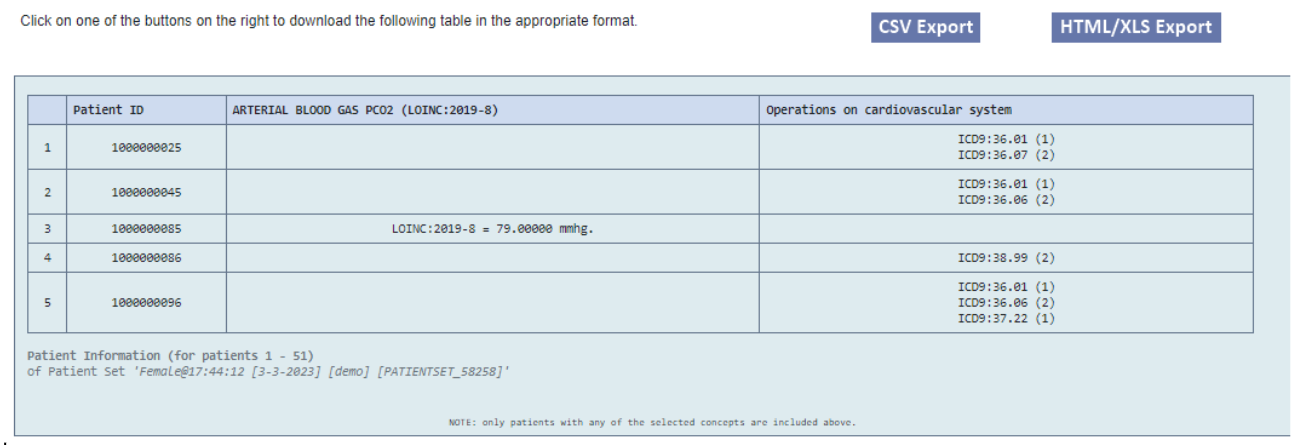 Click on one of the buttons on the right to download the following table in the appropriate format.
CSV Export
HTML/XLS Export
Patient ID
ARTERIAL BLOOD GAS PCO2 (LOINC:2019-8)
Operations on cardiovascular system
1
1000000025
ICD9:36.01 (1)
ICD9:36.07 (2)
2
1000000045
ICD9:36.01 (1)
ICD9:36.06 (2)
3
1000000085
LOINC:2019-8 = 79.00000 mmhg.
4
1000000086
ICD9:38.99 (2)
5
1000000096
ICD9:36.01 (1)
ICD9:36.06 (2)
ICD9:37.22 (1)
Patient Information (for patients 1 - 51)
of Patient Set 'Female@17:44:12 [3-3-2023] [demo] [PATIENTSET_58258]'
NOTE: only patients with any of the selected concepts are included above.
.